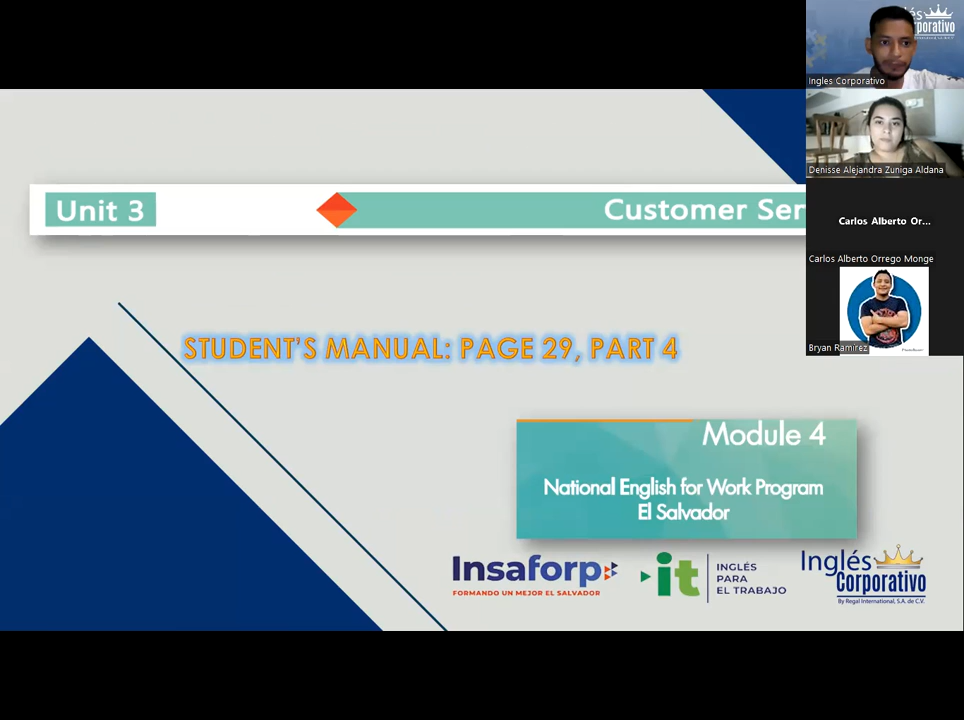 Unit 3
Customer Ser
STUDENT'S MANUAL: PAGE 29, PART 4
Module 4
National English for Work Program
El Salvador
Insaforp
FORMANDO UN MEJOR EL SALVADOR
it
INGLÉS
PARA
EL TRABAJO
Inglés
Corporativo
By Regal International, S.A. de C.V.
Ingles Corporativo
Denisse Alejandra Zuniga Aldana
Carlos Alberto Or...
Carlos Alberto Orrego Monge
Bryan Ramirez